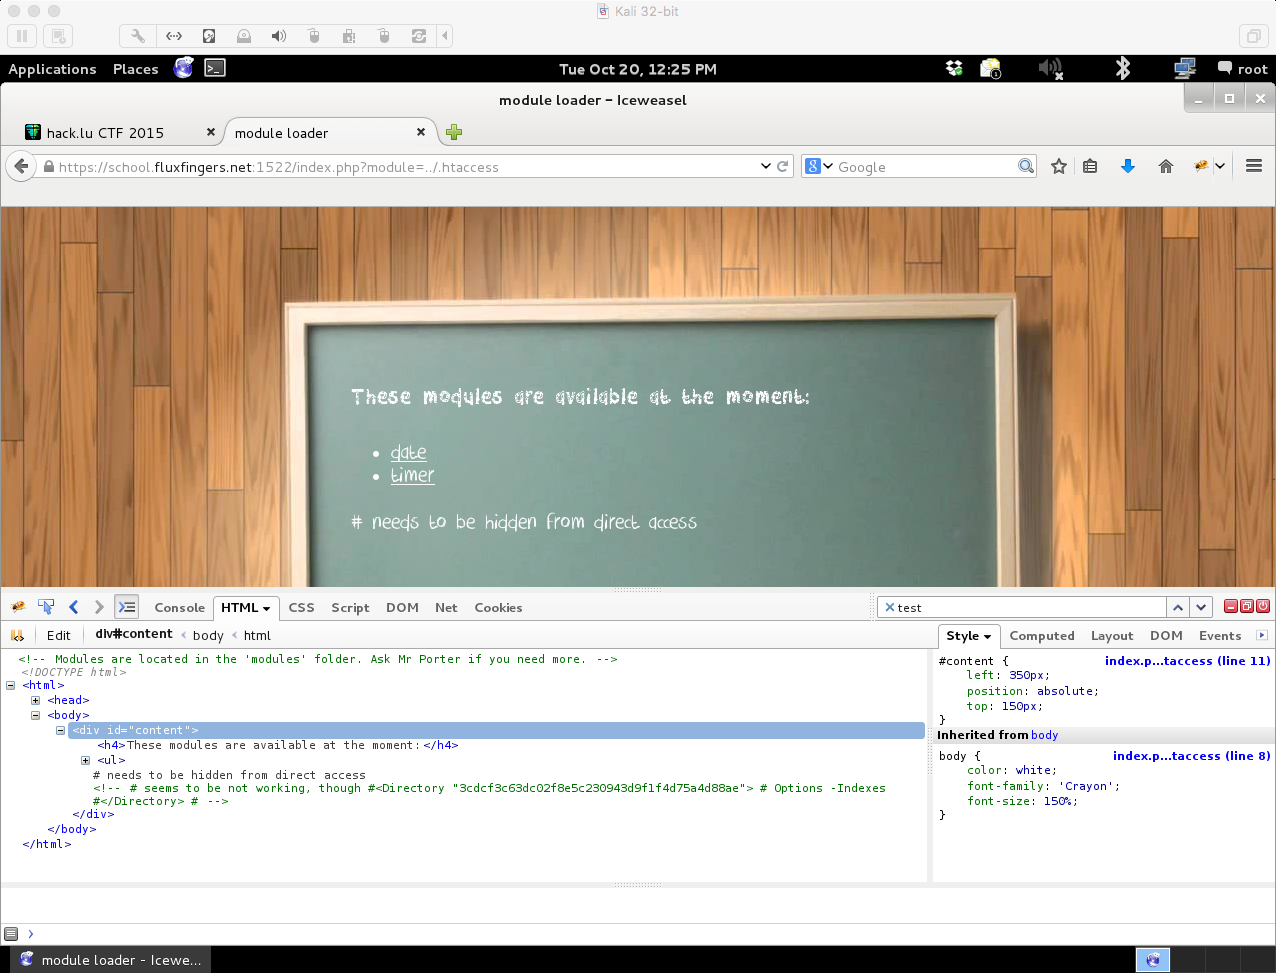 Kali 32-bit
Applications Places Tue Oct 20, 12:25 PM root
module loader - Iceweasel
hack.lu CTF 2015 module loader
https://school.fluxfingers.net:1522/index.php?module=../.htaccess Google
These modules are available at the moment:
• date
• timer
# needs to be hidden from direct access
Console HTML CSS Script DOM Net Cookies test
Edit div#content < body < html Style Computed Layout DOM Events
<!-- Modules are located in the 'modules' folder. Ask Mr Porter if you need more. -->
<!DOCTYPE html>
<html>
<head>
<body>
<div id="content">
<h4>These modules are available at the moment:</h4>
<ul>
# needs to be hidden from direct access
<!-- # seems to be not working, though #<Directory "3cdcf3c63dc02f8e5c230943d9f1f4d75a4d88ae"> # Options -Indexes
#</Directory> # -->
</div>
</body>
</html>
#content { index.p...taccess (line 11)
left: 350px;
position: absolute;
top: 150px;
}
Inherited from body
body { index.p...taccess (line 8)
color: white;
font-family: 'Crayon';
font-size: 150%;
}
module loader - Icewe...